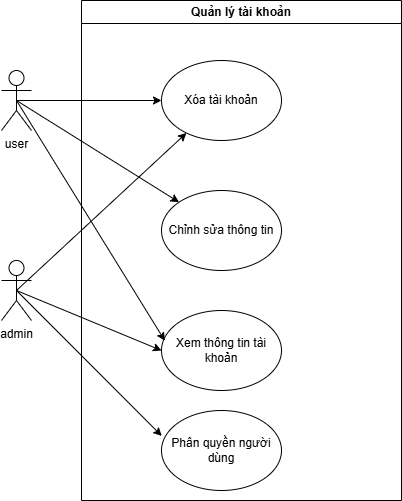 Quản lý tài khoản
Xóa tài khoản
user
Chỉnh sửa thông tin
admin
Xem thông tin tài
khoản
Phân quyền người
dùng